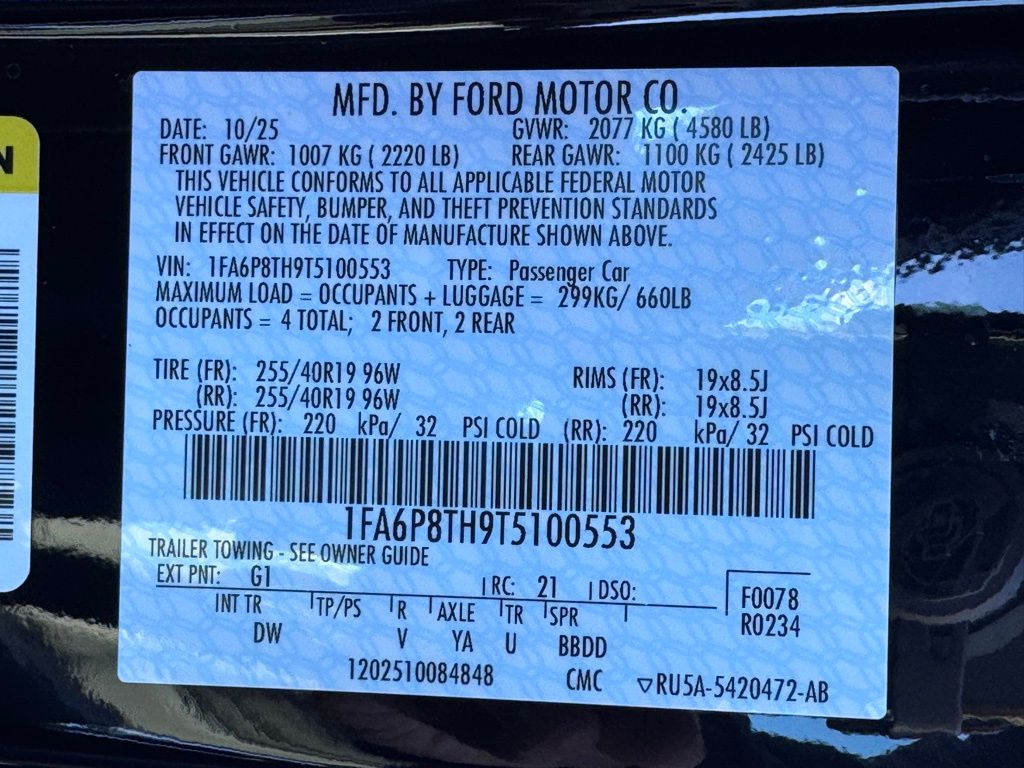 N
MFD. BY FORD MOTOR CO.
DATE: 10/25 GVWR: 2077 KG ( 4580 LB)
FRONT GAWR: 1007 KG ( 2220 LB) REAR GAWR: 1100 KG ( 2425 LB)
THIS VEHICLE CONFORMS TO ALL APPLICABLE FEDERAL MOTOR
VEHICLE SAFETY, BUMPER, AND THEFT PREVENTION STANDARDS
IN EFFECT ON THE DATE OF MANUFACTURE SHOWN ABOVE.
VIN: 1FA6P8TH9T5100553 TYPE: Passenger Car
MAXIMUM LOAD = OCCUPANTS + LUGGAGE = 299KG/ 660LB
OCCUPANTS = 4 TOTAL; 2 FRONT, 2 REAR
TIRE (FR): 255/40R19 96W RIMS (FR): 19x8.5J
(RR): 255/40R19 96W (RR): 19x8.5J
PRESSURE (FR): 220 kPa/ 32 PSI COLD (RR): 220 kPa/ 32 PSI COLD
1FA6P8TH9T5100553
TRAILER TOWING - SEE OWNER GUIDE
EXT PNT: G1 RC: 21 DSO: F0078
INT TR TP/PS R AXLE TR SPR R0234
DW V YA U BBDD
1202510084848 CMC ▽RU5A-5420472-AB